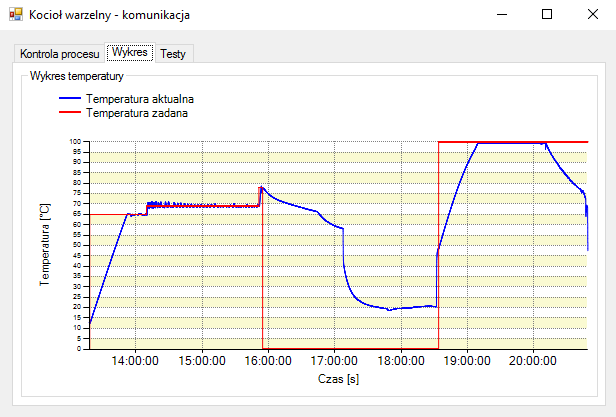 Kocioł warzelny - komunikacja
Kontrola procesu Wykres Testy
Wykres temperatury
Temperatura aktualna
Temperatura zadana
Temperatura [°C]
100
95
90
85
80
75
70
65
60
55
50
45
40
35
30
25
20
15
10
5
0
14:00:00 15:00:00 16:00:00 17:00:00 18:00:00 19:00:00 20:00:00
Czas [s]